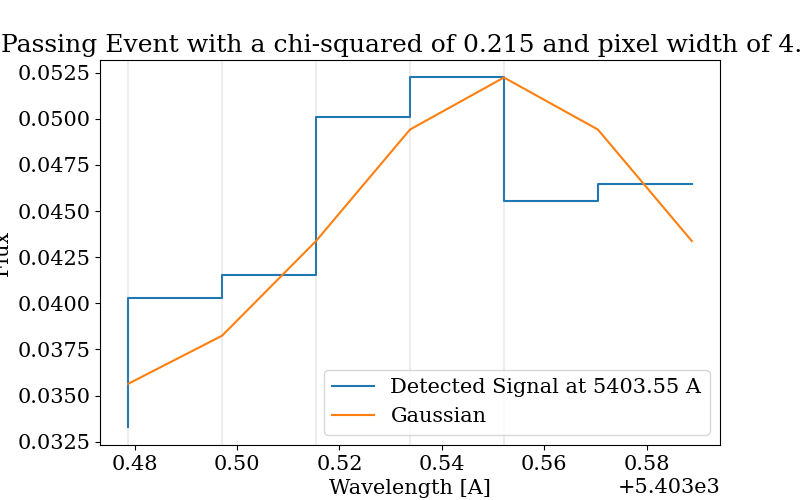 Passing Event with a chi-squared of 0.215 and pixel width of 4.
0.0525
0.0500
0.0475
0.0450
0.0425
0.0400
0.0375
0.0350
0.0325
Flux
Detected Signal at 5403.55 A
Gaussian
0.48 0.50 0.52 0.54 0.56 0.58
+5.403e3
Wavelength [A]